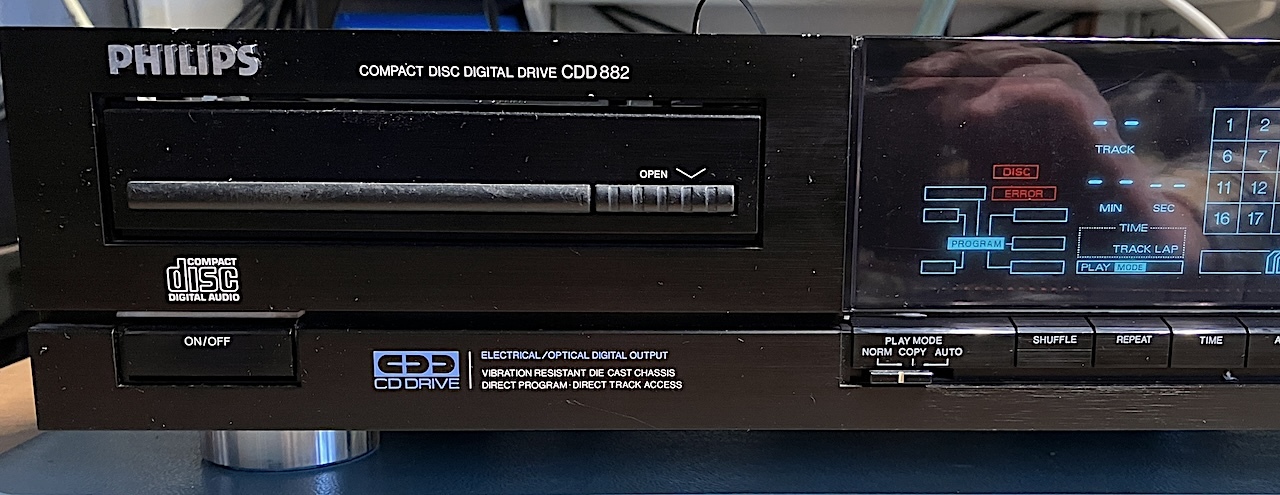 PHILIPS
COMPACT DISC DIGITAL DRIVE CDD 882
OPEN
COMPACT
disc
DIGITAL AUDIO
ON/OFF
CDD
CD DRIVE
ELECTRICAL/OPTICAL DIGITAL OUTPUT
VIBRATION RESISTANT DIE CAST CHASSIS
DIRECT PROGRAM · DIRECT TRACK ACCESS
TRACK
DISC
ERROR
MIN SEC
TIME
PROGRAM
TRACK LAP
PLAY MODE
1 2
6 7
11 12
16 17
PLAY MODE
NORM COPY AUTO
SHUFFLE
REPEAT
TIME
A